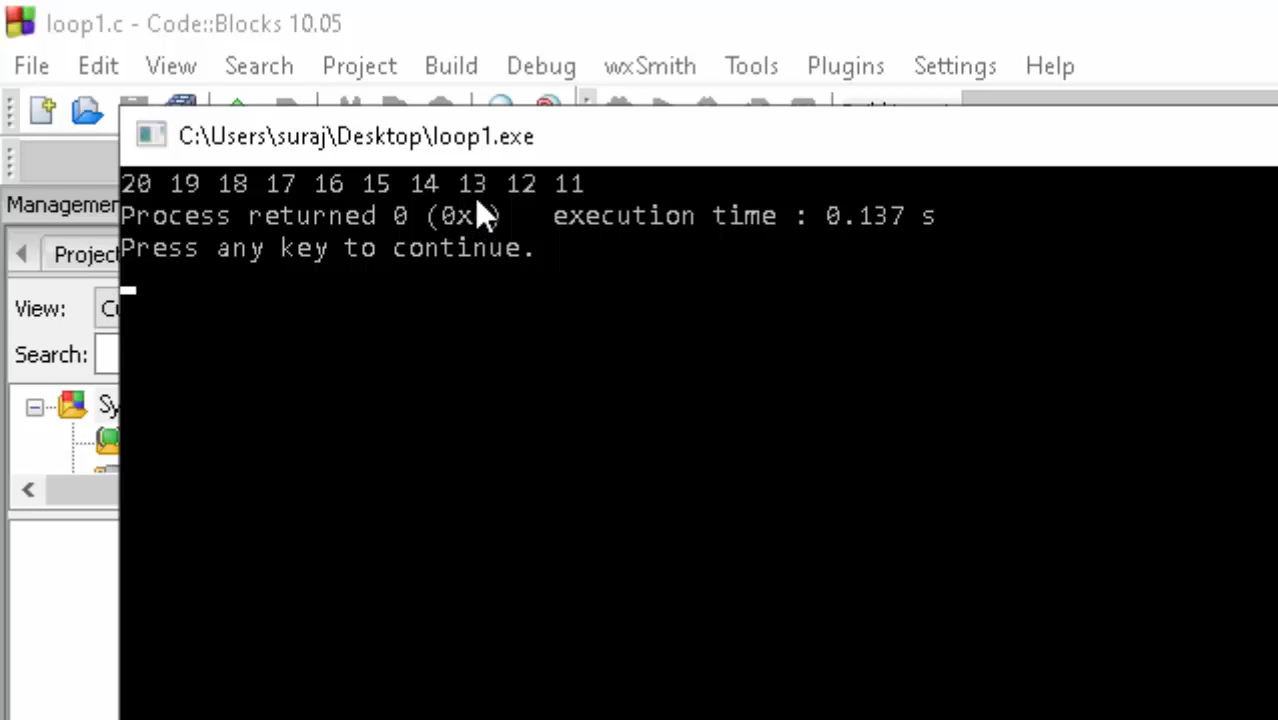 loop1.c - Code::Blocks 10.05
File Edit View Search Project Build Debug wxSmith Tools Plugins Settings Help
C:\Users\suraj\Desktop\loop1.exe
20 19 18 17 16 15 14 13 12 11
Managemen
Process returned 0 execution time : 0.137 s
Projec
Press any key to continue.
View:
Search:
Sy